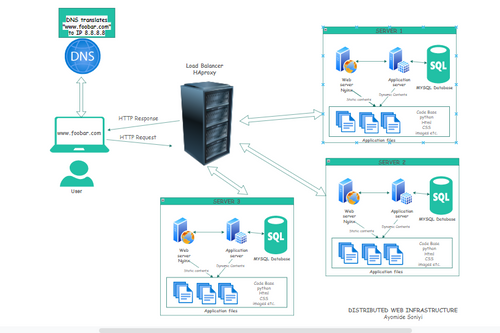 DNS translates
"www.foobar.com"
to IP 8.8.8.8
DNS
www.foobar.com
User
HTTP Response
HTTP Request
Load Balancer
HAproxy
SERVER 1
Web
server
Nginx
Application
server
SQL
MYSQL Database
Static contents
Dynamic Contents
Code Base
python
html
CSS
images etc.
Application files
SERVER 2
Web
server
Nginx
Application
server
SQL
MYSQL Database
Static contents
Dynamic Contents
Code Base
python
html
CSS
images etc.
Application files
SERVER 3
Web
server
Nginx
Application
server
SQL
MYSQL Database
Static contents
Dynamic Contents
Code Base
python
html
CSS
images etc.
Application files
DISTRIBUTED WEB INFRASTRUCTURE
Ayomide Saniyi